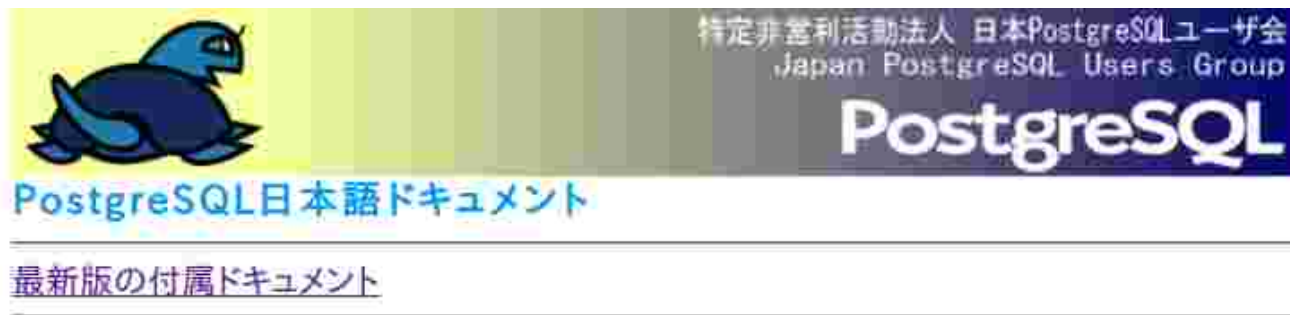 特定非営利活動法人 日本PostgreSQLユーザ会
Japan PostgreSQL Users Group
PostgreSQL
PostgreSQL日本語ドキュメント
最新版の付属ドキュメント